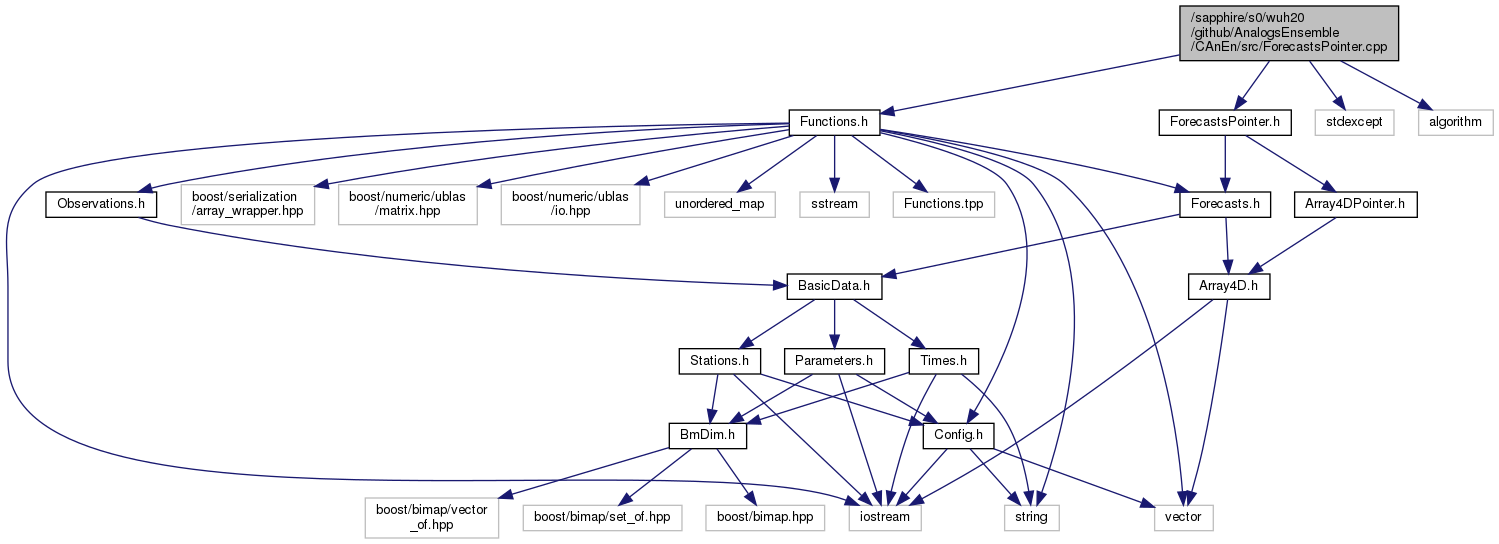 /sapphire/s0/wuh20
/github/AnalogsEnsemble
/CAnEn/src/ForecastsPointer.cpp
Functions.h
ForecastsPointer.h
stdexcept
algorithm
Observations.h
boost/serialization
/array_wrapper.hpp
boost/numeric/ublas
/matrix.hpp
boost/numeric/ublas
/io.hpp
unordered_map
sstream
Functions.tpp
Forecasts.h
Array4DPointer.h
BasicData.h
Array4D.h
Stations.h
Parameters.h
Times.h
BmDim.h
Config.h
boost/bimap/vector
_of.hpp
boost/bimap/set_of.hpp
boost/bimap.hpp
iostream
string
vector